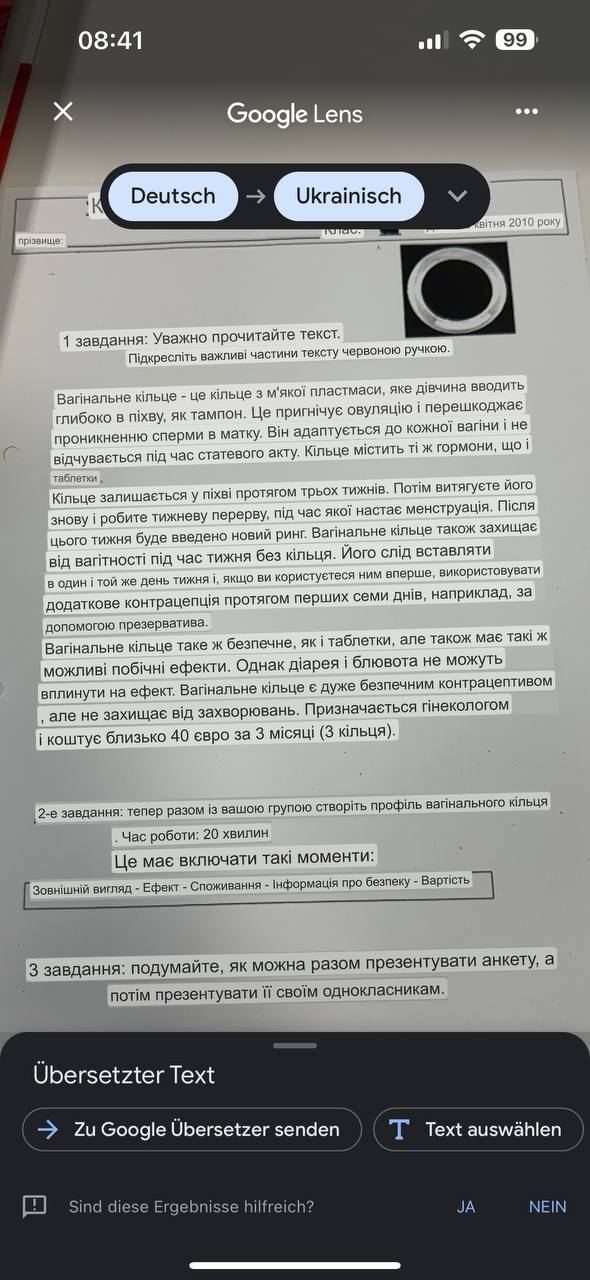 08:41
99
Google Lens
Deutsch → Ukrainisch
прізвище:
квітня 2010 року
1 завдання: Уважно прочитайте текст.
Підкресліть важливі частини тексту червоною ручкою.
Вагінальне кільце - це кільце з м'якої пластмаси, яке дівчина вводить
глибоко в піхву, як тампон. Це пригнічує овуляцію і перешкоджає
проникненню сперми в матку. Він адаптується до кожної вагіни і не
відчувається під час статевого акту. Кільце містить ті ж гормони, що і
таблетки.
Кільце залишається у піхві протягом трьох тижнів. Потім витягуєте його
знову і робите тижневу перерву, під час якої настає менструація. Після
цього тижня буде введено новий ринг. Вагінальне кільце також захищає
від вагітності під час тижня без кільця. Його слід вставляти
в один і той же день тижня і, якщо ви користуєтеся ним вперше, використовувати
додаткове контрацепція протягом перших семи днів, наприклад, за
допомогою презерватива.
Вагінальне кільце таке ж безпечне, як і таблетки, але також має такі ж
можливі побічні ефекти. Однак діарея і блювота не можуть
вплинути на ефект. Вагінальне кільце є дуже безпечним контрацептивом
, але не захищає від захворювань. Призначається гінекологом
і коштує близько 40 євро за 3 місяці (3 кільця).
2-е завдання: тепер разом із вашою групою створіть профіль вагінального кільця
. Час роботи: 20 хвилин
Це має включати такі моменти:
Зовнішній вигляд - Ефект - Споживання - Інформація про безпеку - Вартість
3 завдання: подумайте, як можна разом презентувати анкету, а
потім презентувати її своїм однокласникам.
Übersetzter Text
Zu Google Übersetzer senden
Text auswählen
Sind diese Ergebnisse hilfreich?
JA
NEIN